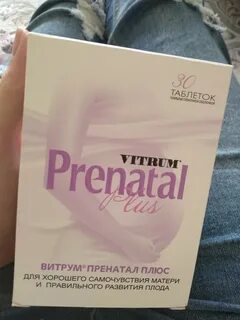 30
ТАБЛЕТОК
VITRUM®
Prenatal
Plus
ВИТРУМ® ПРЕНАТАЛ ПЛЮС
ДЛЯ ХОРОШЕГО САМОЧУВСТВИЯ МАТЕРИ
И ПРАВИЛЬНОГО РАЗВИТИЯ ПЛОДА